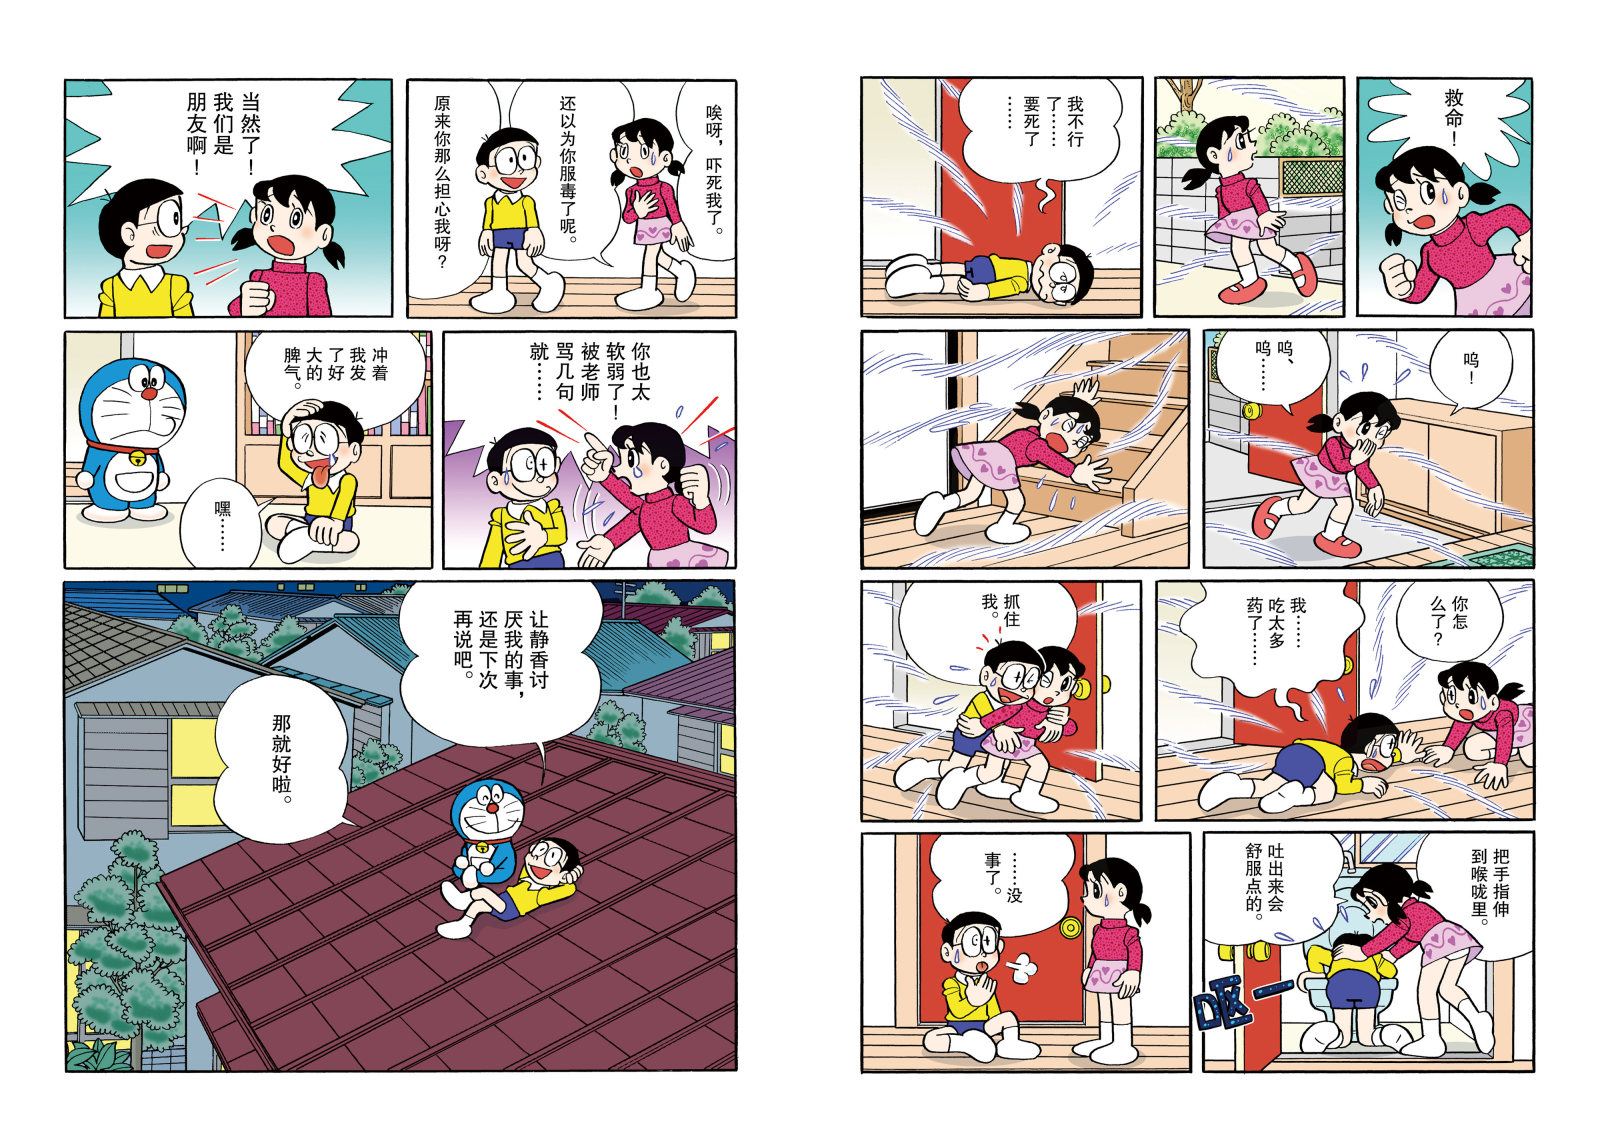 救命！
我不行
了………
要死了
……
呜！
呜、
呜……
你怎
么了？
我……
吃太多
药了……
抓住
我。
把手指伸
到喉咙里。
吐出来会
舒服点的。
呕—
……没
事了。
唉呀，吓死我了。
还以为你服毒了呢。
原来你那么担心我呀？
当然了！
我们是
朋友啊！
你也太
软弱了！
被老师
骂几句
就……
冲着
我发
了好
大的
脾气。
嘿……
让静香讨
厌我的事，
还是下次
再说吧。
那就好啦。